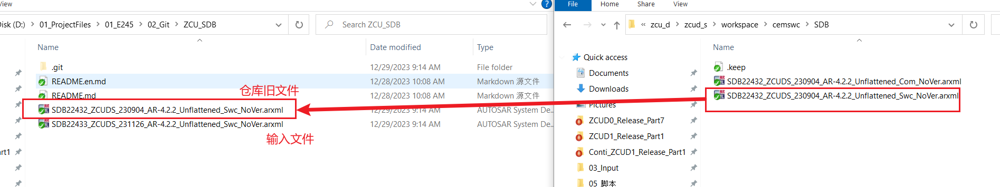 View
Disk (D:) > 01_ProjectFiles > 01_E245 > 02_Git > ZCU_SDB
Search ZCU_SDB
Name Date modified Type
.git 12/29/2023 9:14 AM File folder
README.en.md 12/28/2023 10:08 AM Markdown 源文件
README.md 12/28/2023 10:08 AM Markdown 源文件
仓库旧文件
SDB22432_ZCUDS_230904_AR-4.2.2_Unflattened_Swc_NoVer.arxml 12/29/2023 9:14 AM AUTOSAR System De...
SDB22433_ZCUDS_231126_AR-4.2.2_Unflattened_Swc_NoVer.arxml 12/29/2023 9:14 AM AUTOSAR System De...
输入文件
art1
File Home Share View
« zcu_d > zcud_s > workspace > cemswc > SDB
Quick access
Documents
Downloads
Pictures
ZCUD0_Release_Part7
ZCUD1_Release_Part1
Conti_ZCUD1_Release_Part1
03_Input
05_脚本
Name
.keep
SDB22432_ZCUDS_230904_AR-4.2.2_Unflattened_Com_NoVer.arxml
SDB22432_ZCUDS_230904_AR-4.2.2_Unflattened_Swc_NoVer.arxml